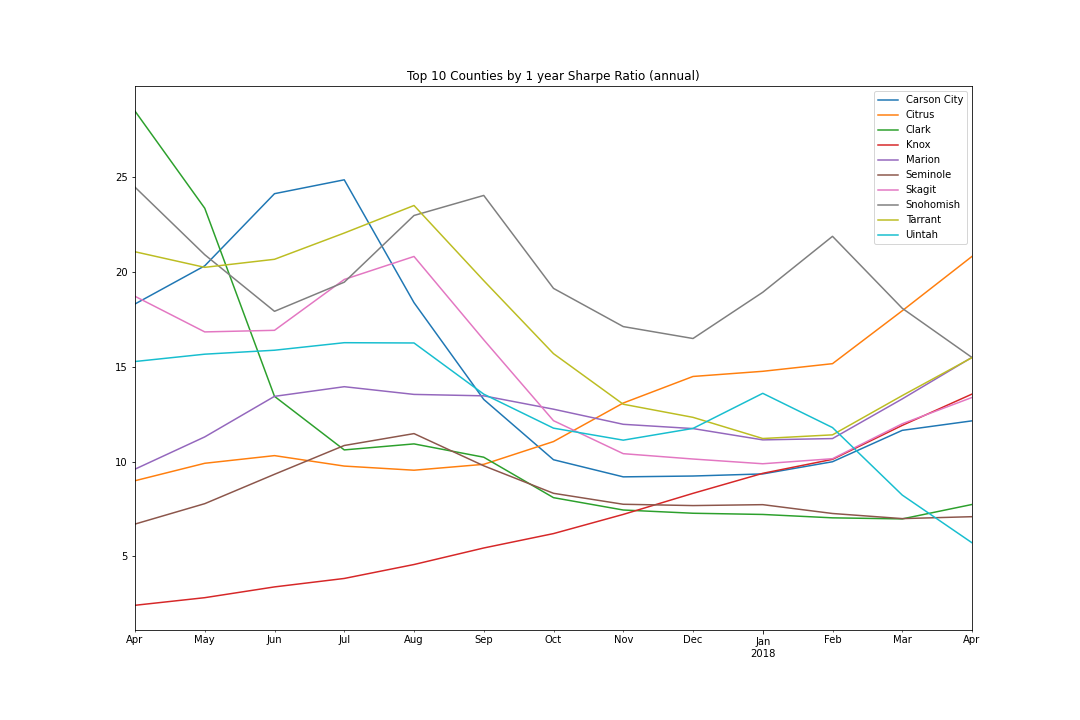 Top 10 Counties by 1 year Sharpe Ratio (annual)
Carson City
Citrus
Clark
Knox
Marion
Seminole
Skagit
Snohomish
Tarrant
Uintah
25
20
15
10
5
Apr May Jun Jul Aug Sep Oct Nov Dec Jan Feb Mar Apr
2018